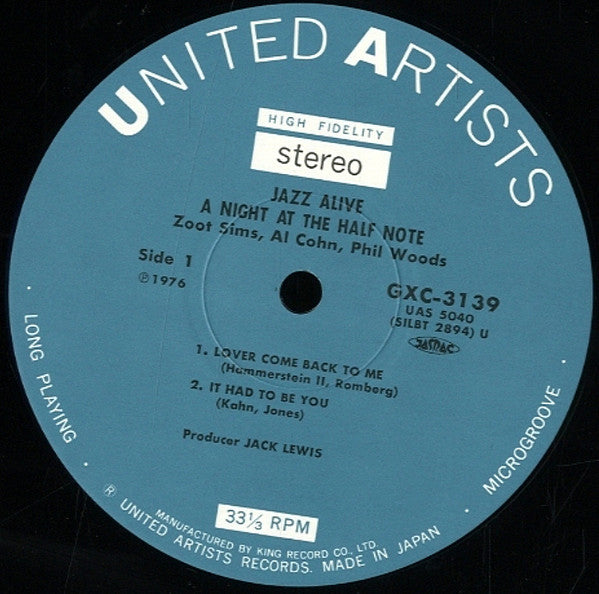 UNITED ARTISTS
HIGH FIDELITY
stereo
JAZZ ALIVE
A NIGHT AT THE HALF NOTE
Zoot Sims, Al Cohn, Phil Woods
Side 1
Ⓟ1976
GXC-3139
UAS 5040
(SILBT 2894) U
JASRAC
1. LOVER COME BACK TO ME
(Hammerstein II, Romberg)
2. IT HAD TO BE YOU
(Kahn, Jones)
Producer JACK LEWIS
33⅓ RPM
· LONG PLAYING ·
MANUFACTURED BY KING RECORD CO., LTD.
® UNITED ARTISTS RECORDS. MADE IN JAPAN
· MICROGROOVE ·